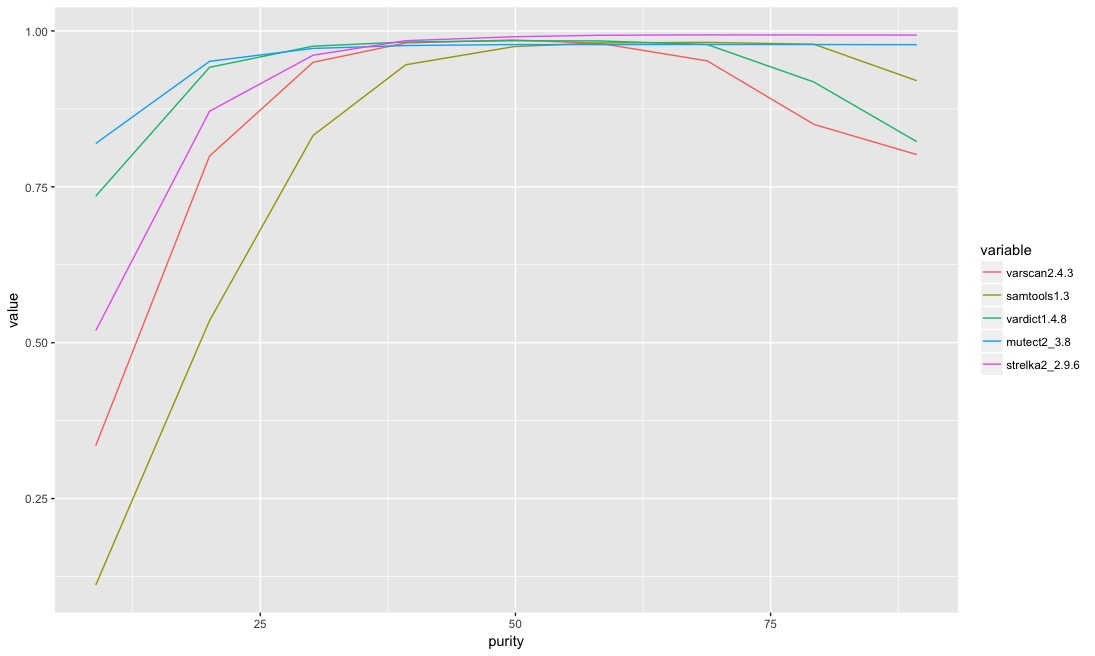 1.00
0.75
0.50
0.25
value
25
50
75
purity
variable
varscan2.4.3
samtools1.3
vardict1.4.8
mutect2_3.8
strelka2_2.9.6